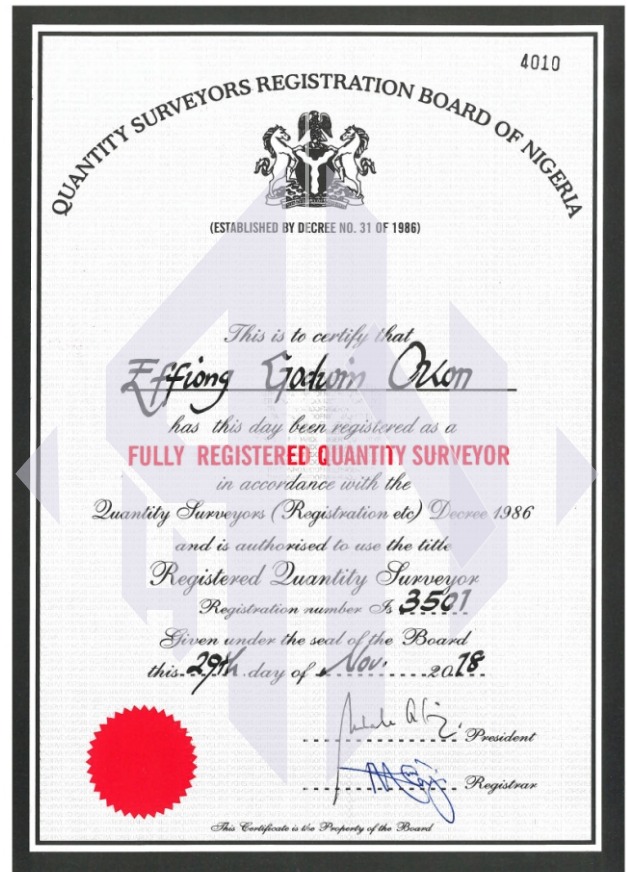 4010
QUANTITY SURVEYORS REGISTRATION BOARD OF NIGERIA
(ESTABLISHED BY DECREE NO. 31 OF 1986)
This is to certify that
Effiong Godwin Okon
has this day been registered as a
FULLY REGISTERED QUANTITY SURVEYOR
in accordance with the
Quantity Surveyors (Registration etc) Decree 1986
and is authorised to use the title
Registered Quantity Surveyor
Registration number Is 3501
Given under the seal of the Board
this 29th day of Nov. 2018
President
Registrar
This Certificate is the Property of the Board